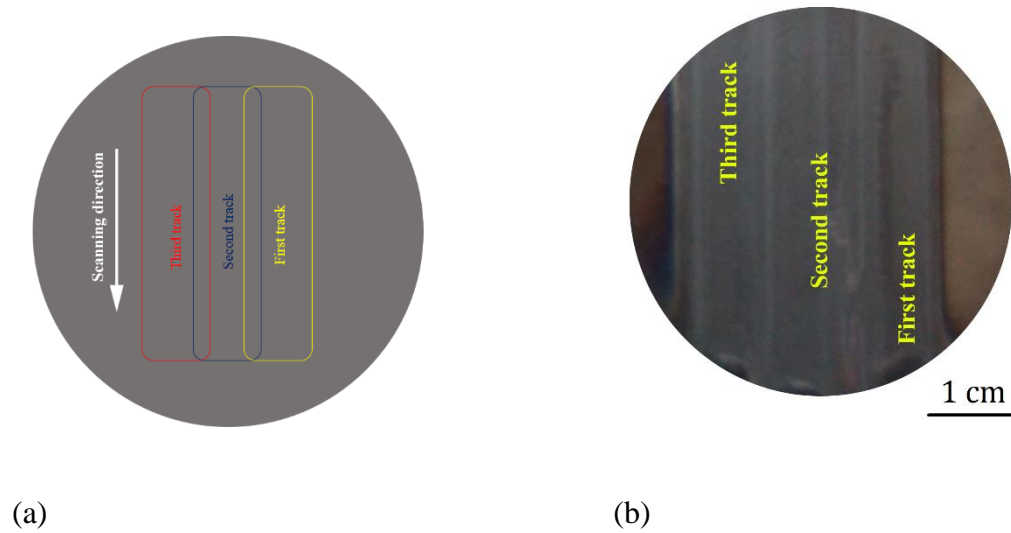 Scanning direction
Third track
Second track
First track
Third track
Second track
First track
1 cm
(a)
(b)